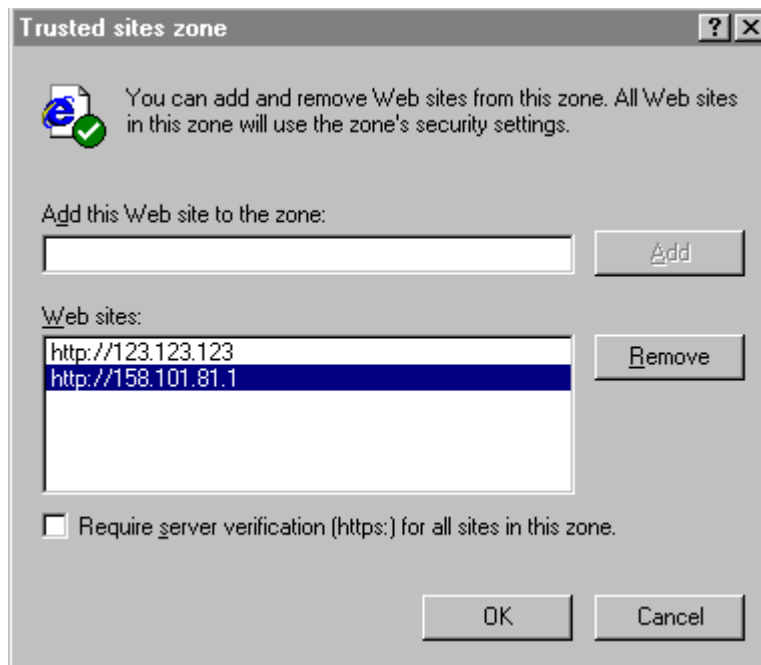 Trusted sites zone
You can add and remove Web sites from this zone. All Web sites
in this zone will use the zone's security settings.
Add this Web site to the zone:
Add
Web sites:
http://123.123.123
http://158.101.81.1
Remove
Require server verification (https:) for all sites in this zone.
OK
Cancel